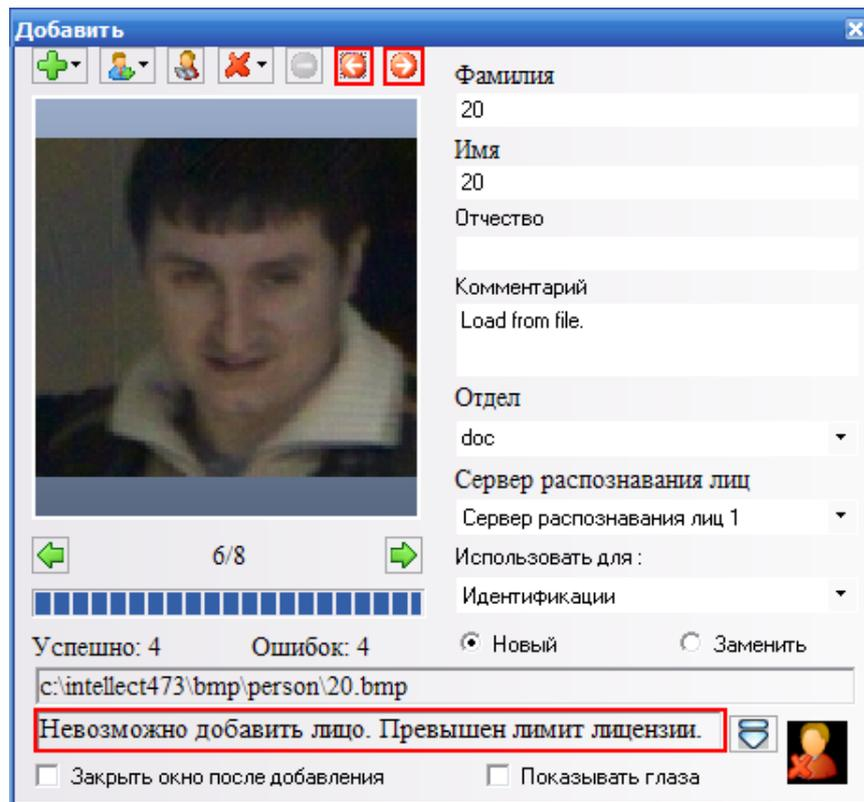 Добавить
Фамилия
20
Имя
20
Отчество
Комментарий
Load from file.
Отдел
doc
Сервер распознавания лиц
Сервер распознавания лиц 1
6/8
Использовать для :
Идентификации
Успешно: 4 Ошибок: 4
Новый Заменить
c:\intellect473\bmp\person\20.bmp
Невозможно добавить лицо. Превышен лимит лицензии.
Закрыть окно после добавления Показывать глаза